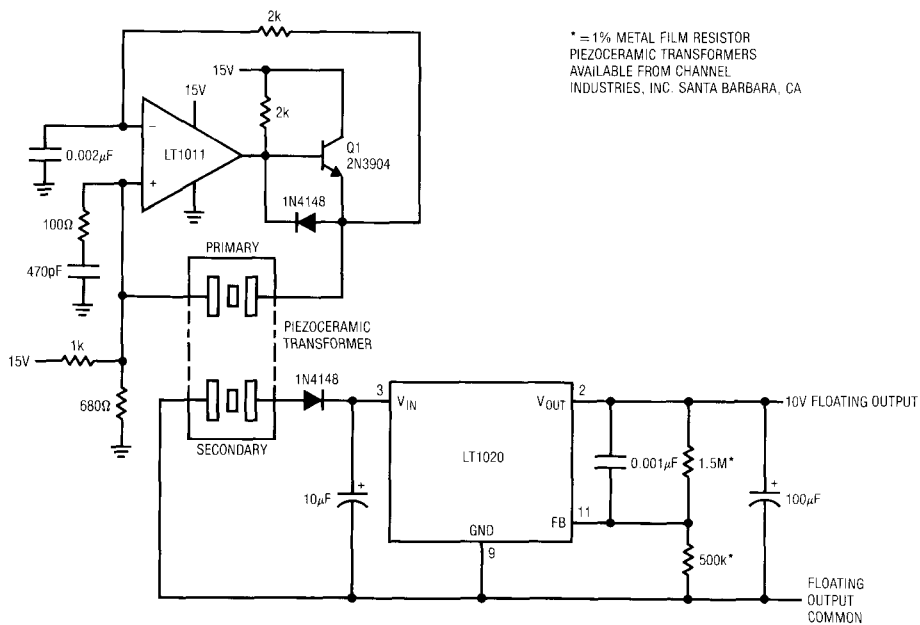 2k
* = 1% METAL FILM RESISTOR
PIEZOCERAMIC TRANSFORMERS
AVAILABLE FROM CHANNEL
INDUSTRIES, INC. SANTA BARBARA, CA
15V
15V
2k
−
LT1011
+
Q1
2N3904
0.002µF
1N4148
100Ω
470pF
PRIMARY
PIEZOCERAMIC
TRANSFORMER
15V
1k
680Ω
1N4148
SECONDARY
3
VIN
VOUT
2
10V FLOATING OUTPUT
LT1020
0.001µF
1.5M*
+
10µF
+
100µF
FB
11
GND
9
500k*
FLOATING
OUTPUT
COMMON